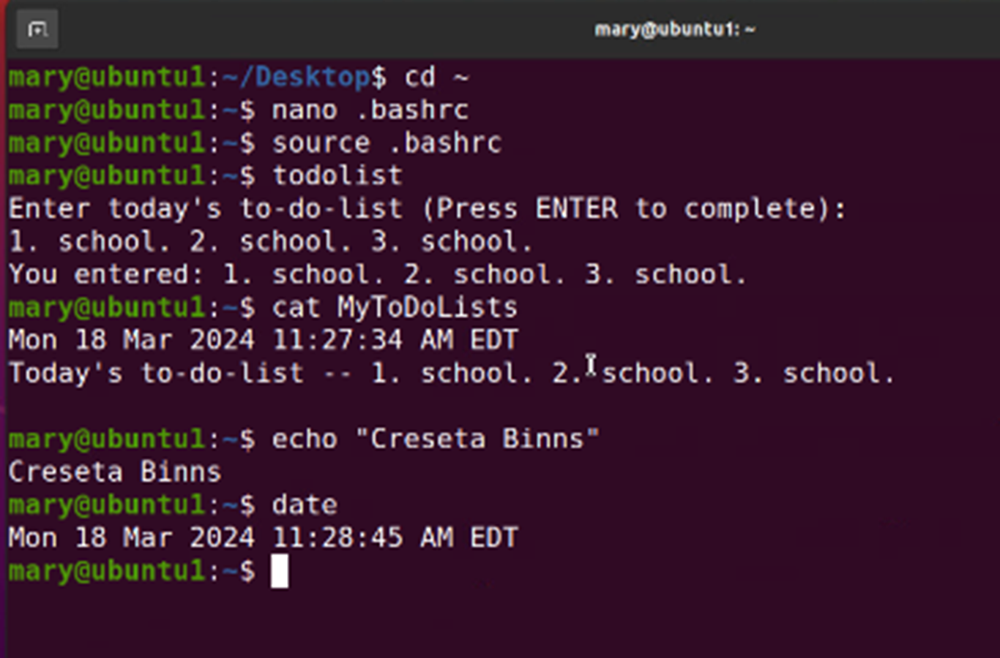 mary@ubuntu1: ~
mary@ubuntu1:~/Desktop$ cd ~
mary@ubuntu1:~$ nano .bashrc
mary@ubuntu1:~$ source .bashrc
mary@ubuntu1:~$ todolist
Enter today's to-do-list (Press ENTER to complete):
1. school. 2. school. 3. school.
You entered: 1. school. 2. school. 3. school.
mary@ubuntu1:~$ cat MyToDoLists
Mon 18 Mar 2024 11:27:34 AM EDT
Today's to-do-list -- 1. school. 2. school. 3. school.
mary@ubuntu1:~$ echo "Creseta Binns"
Creseta Binns
mary@ubuntu1:~$ date
Mon 18 Mar 2024 11:28:45 AM EDT
mary@ubuntu1:~$